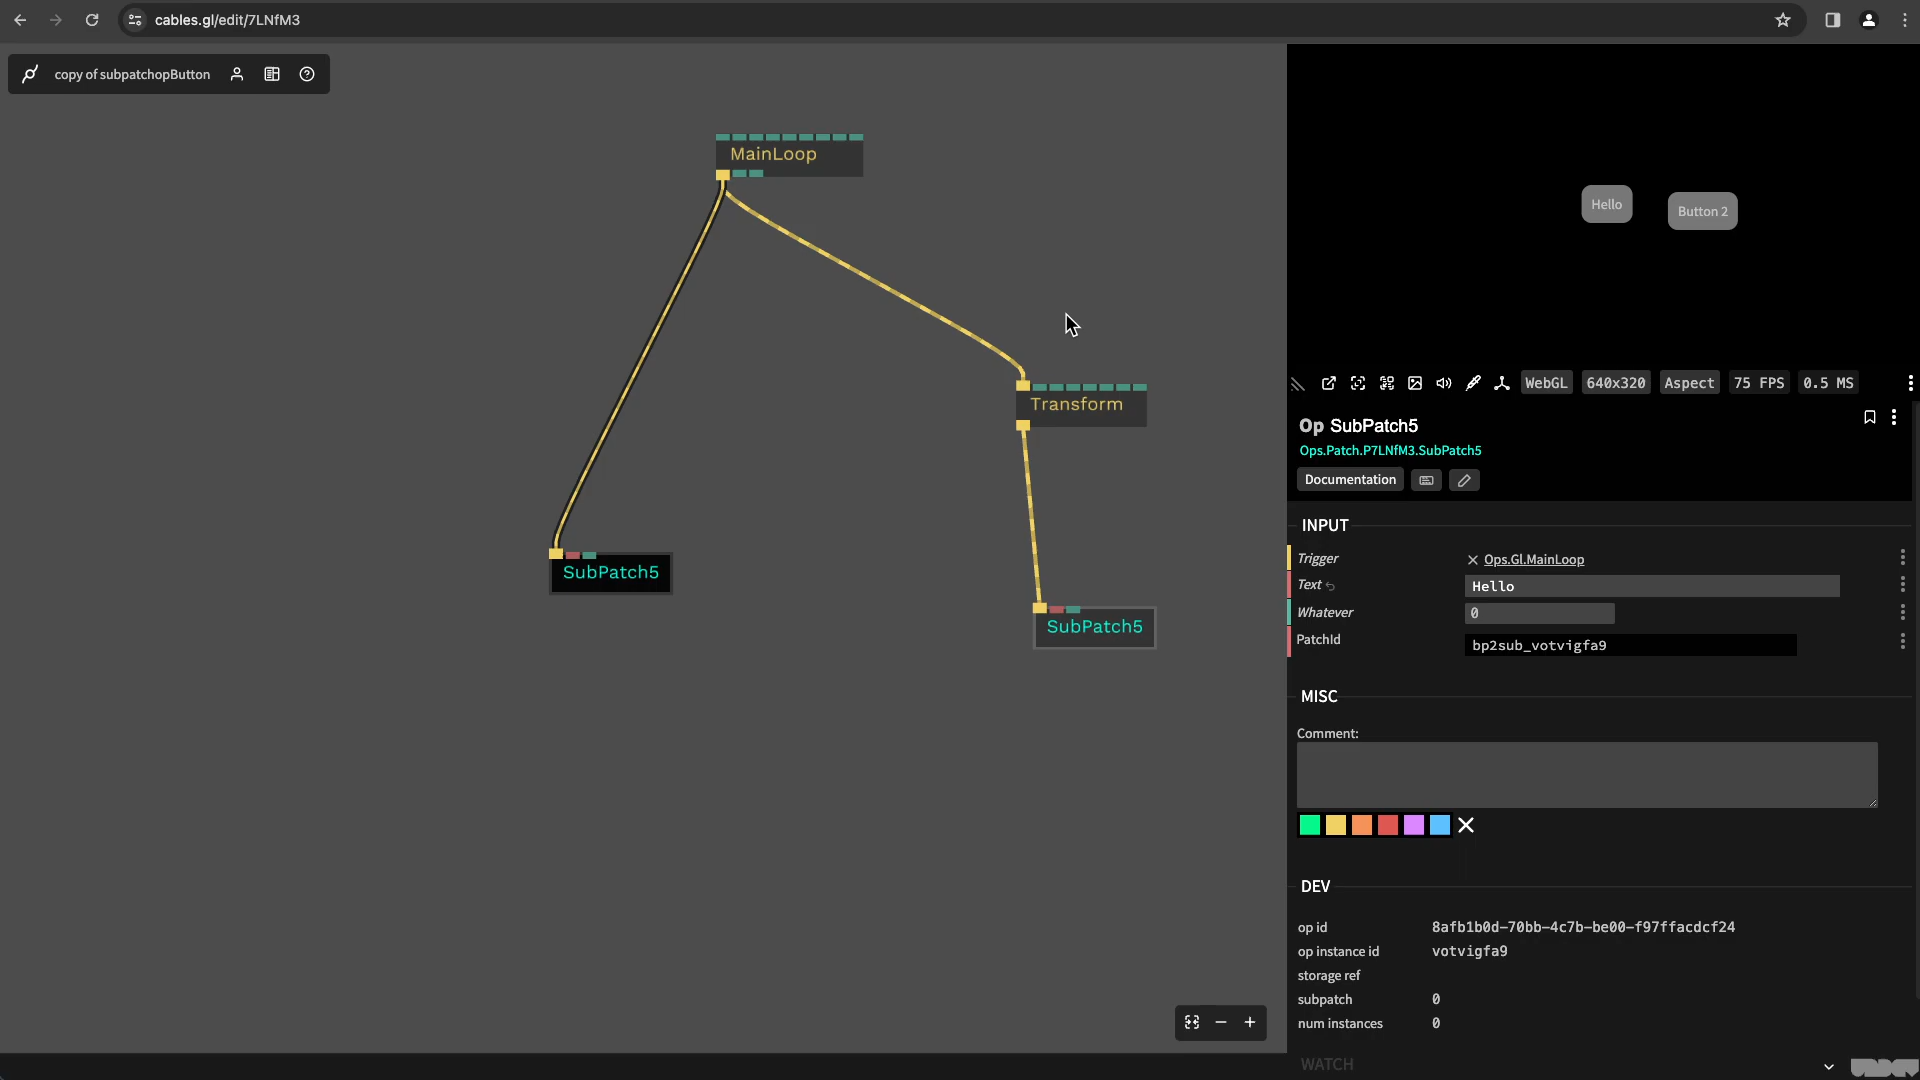 cables.gl/edit/7LNfM3
copy of subpatchopButton
MainLoop
Transform
SubPatch5
SubPatch5
Hello
Button 2
WebGL
640x320
Aspect
75 FPS
0.5 MS
Op SubPatch5
Ops.Patch.P7LNfM3.SubPatch5
Documentation
INPUT
Trigger
Ops.Gl.MainLoop
Text
Hello
Whatever
0
PatchId
bp2sub_votvigfa9
MISC
Comment:
DEV
op id 8afb1b0d-70bb-4c7b-be00-f97ffacdcf24
op instance id votvigfa9
storage ref
subpatch 0
num instances 0
WATCH